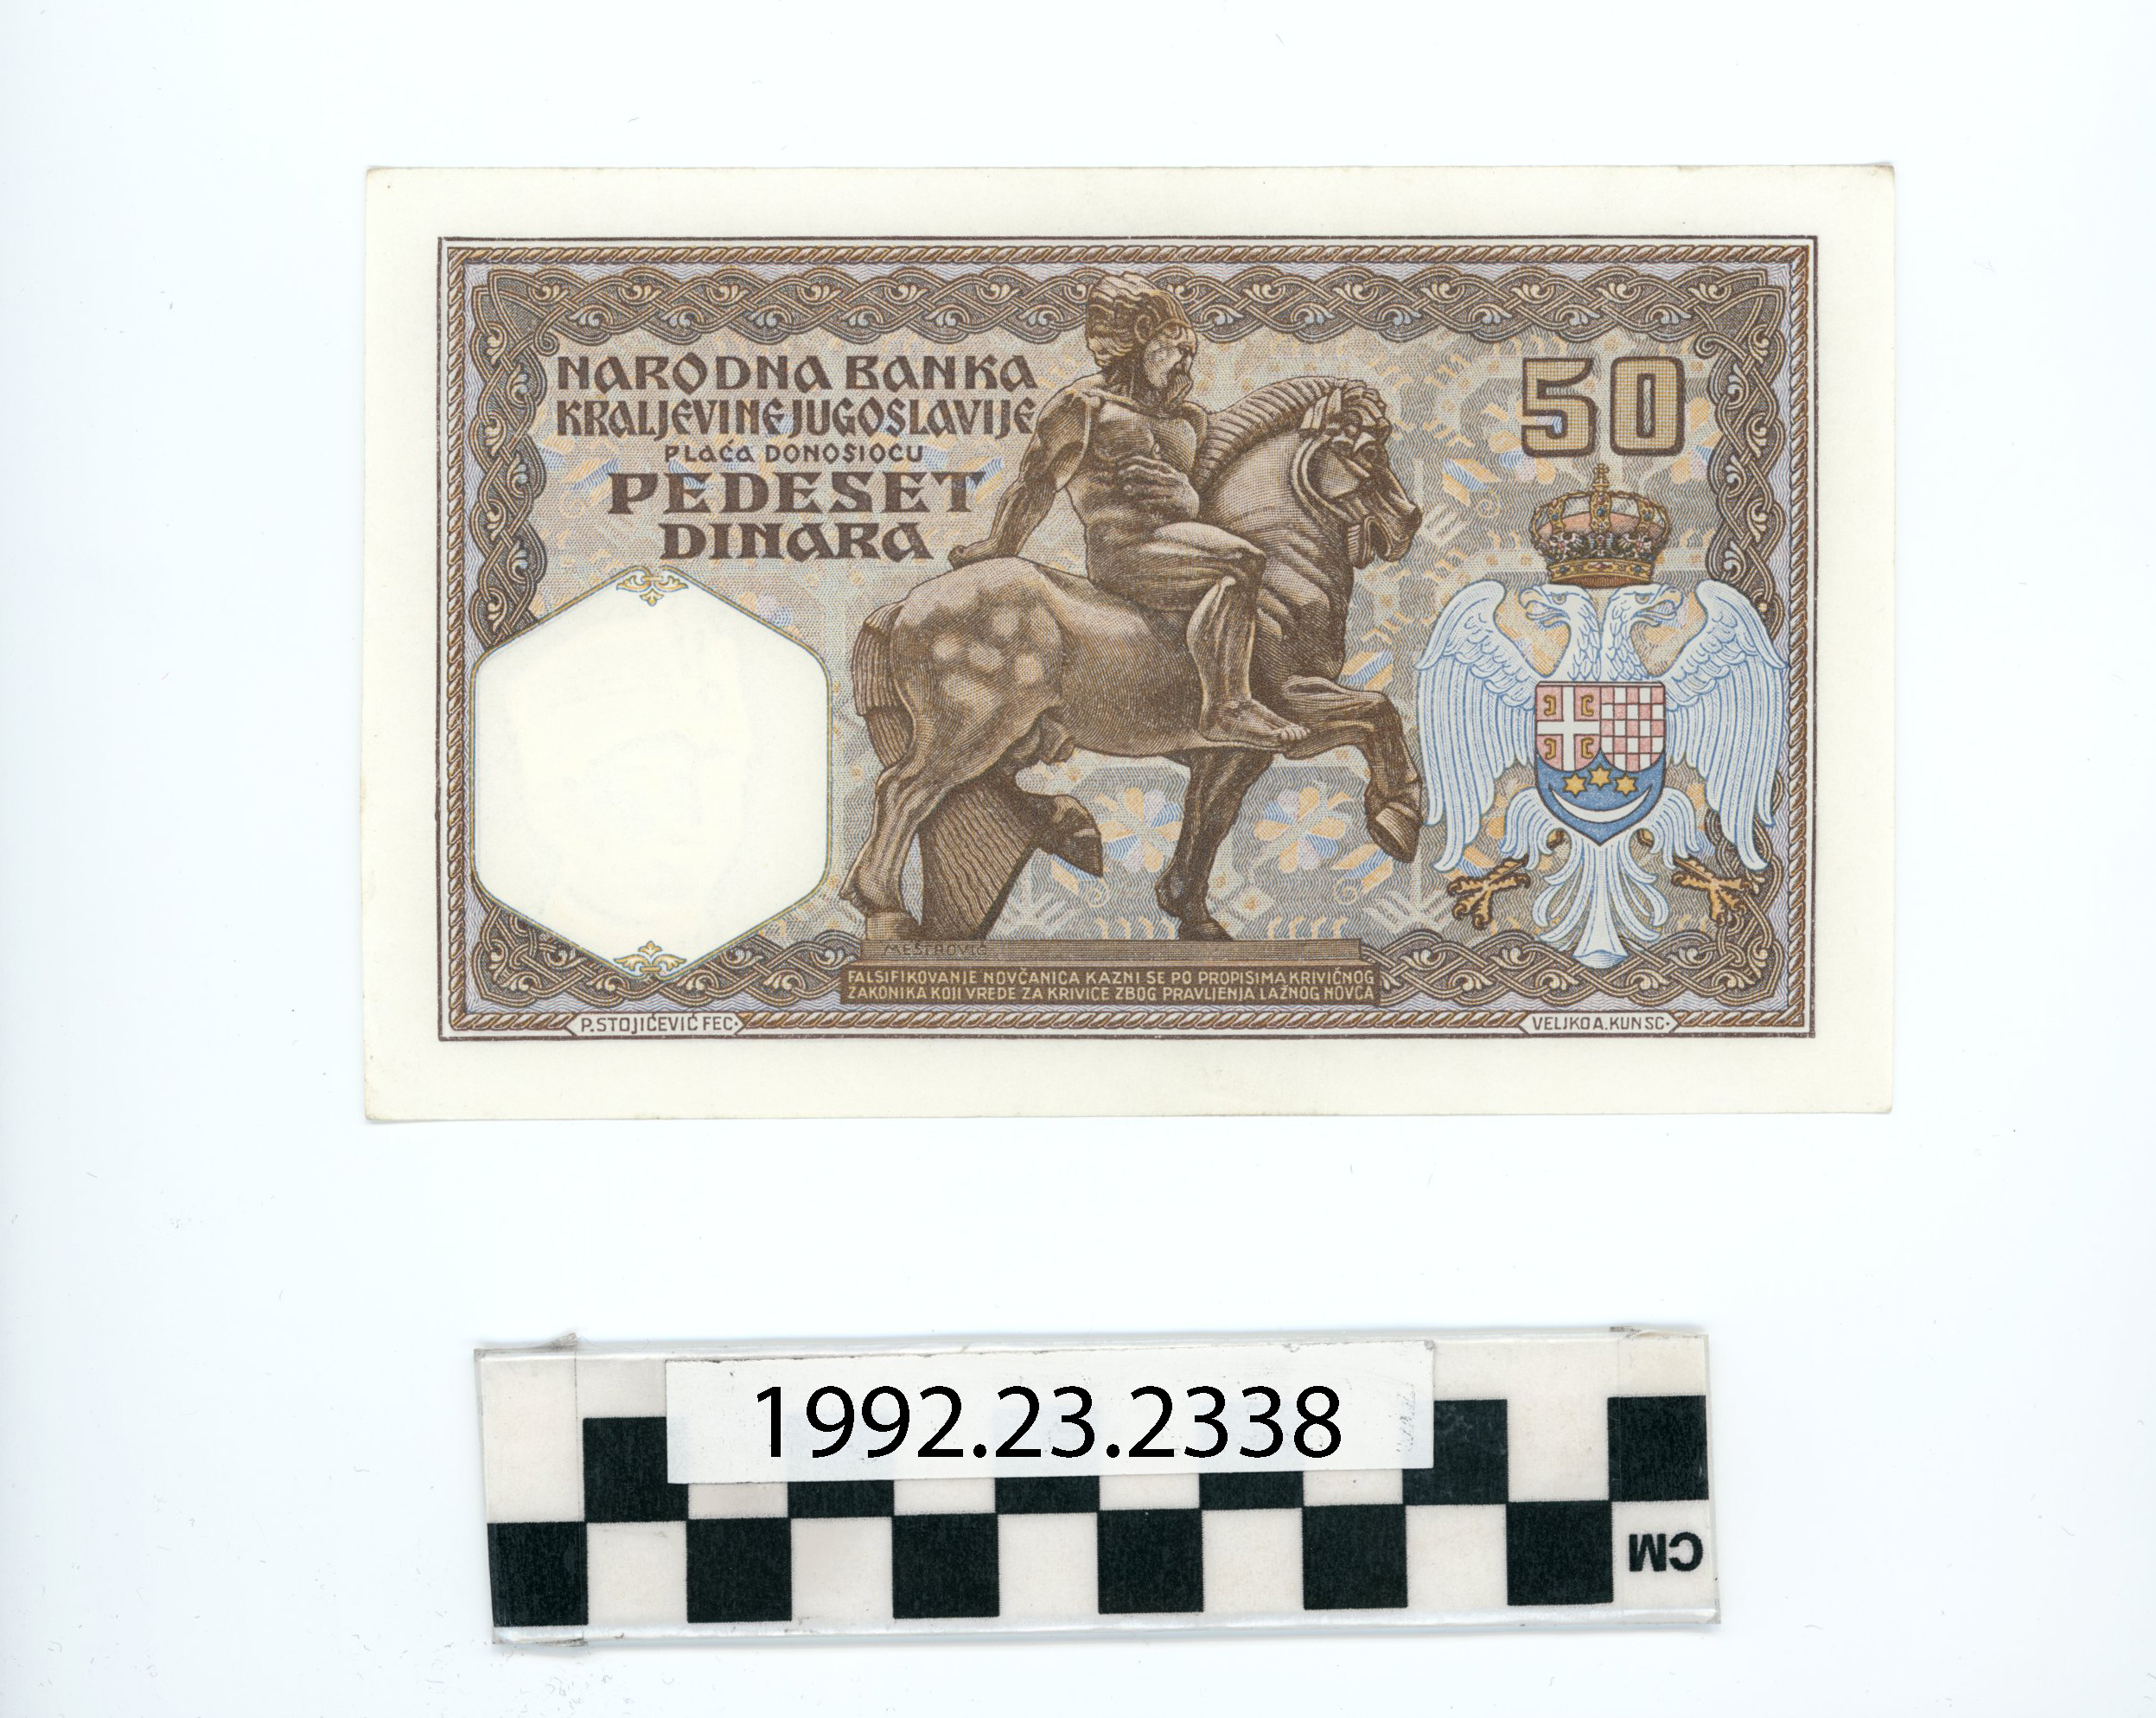 NARODNA BANKA
KRALJEVINE JUGOSLAVIJE
PLAĆA DONOSIOCU
PEDESET
DINARA
50
MEŠTROVIĆ
FALSIFIKOVANJE NOVČANICA KAZNI SE PO PROPISIMA KRIVIČNOG
ZAKONIKA KOJI VREDE ZA KRIVICE ZBOG PRAVLJENJA LAŽNOG NOVCA
P. STOJIĆEVIĆ FEC.
VELJKO A. KUN SC.
1992.23.2338
CM